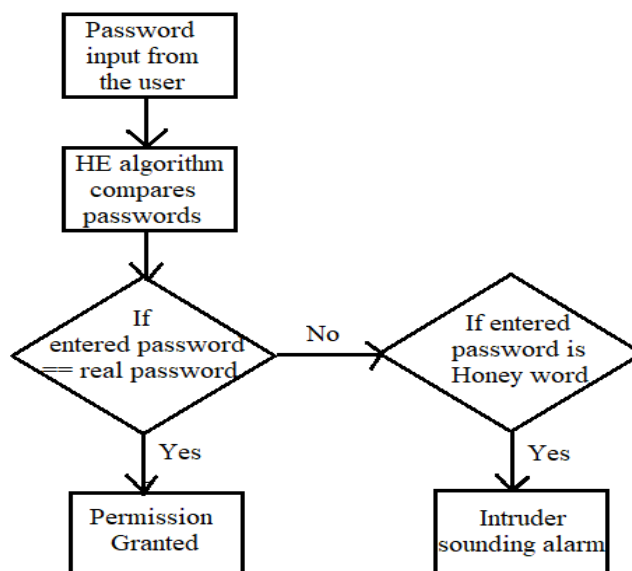 Password
input from
the user
HE algorithm
compares
passwords
If
entered password
== real password
No
If entered
password is
Honey word
Yes
Yes
Permission
Granted
Intruder
sounding alarm